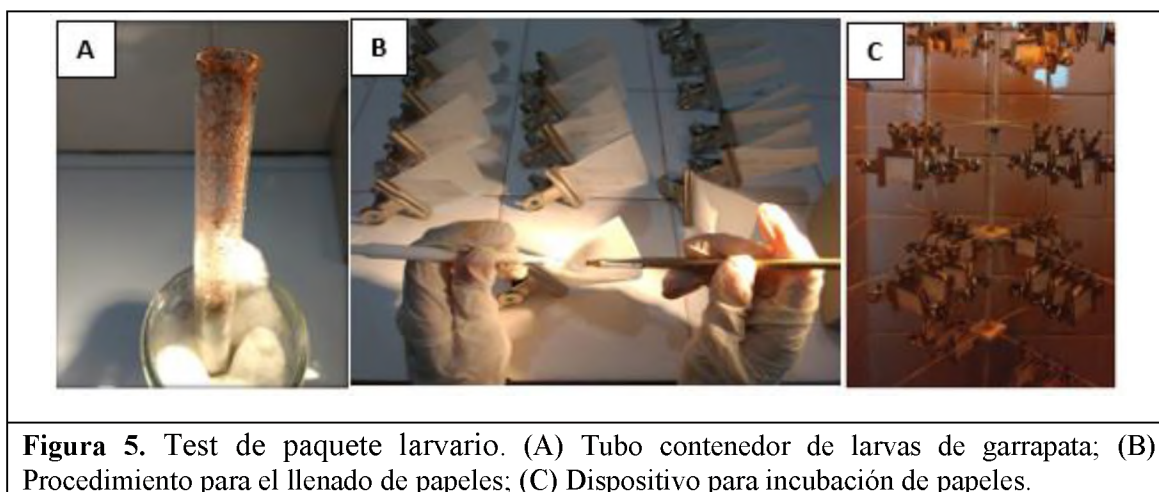 A
B
C
Figura 5. Test de paquete larvario. (A) Tubo contenedor de larvas de garrapata; (B)
Procedimiento para el llenado de papeles; (C) Dispositivo para incubación de papeles.